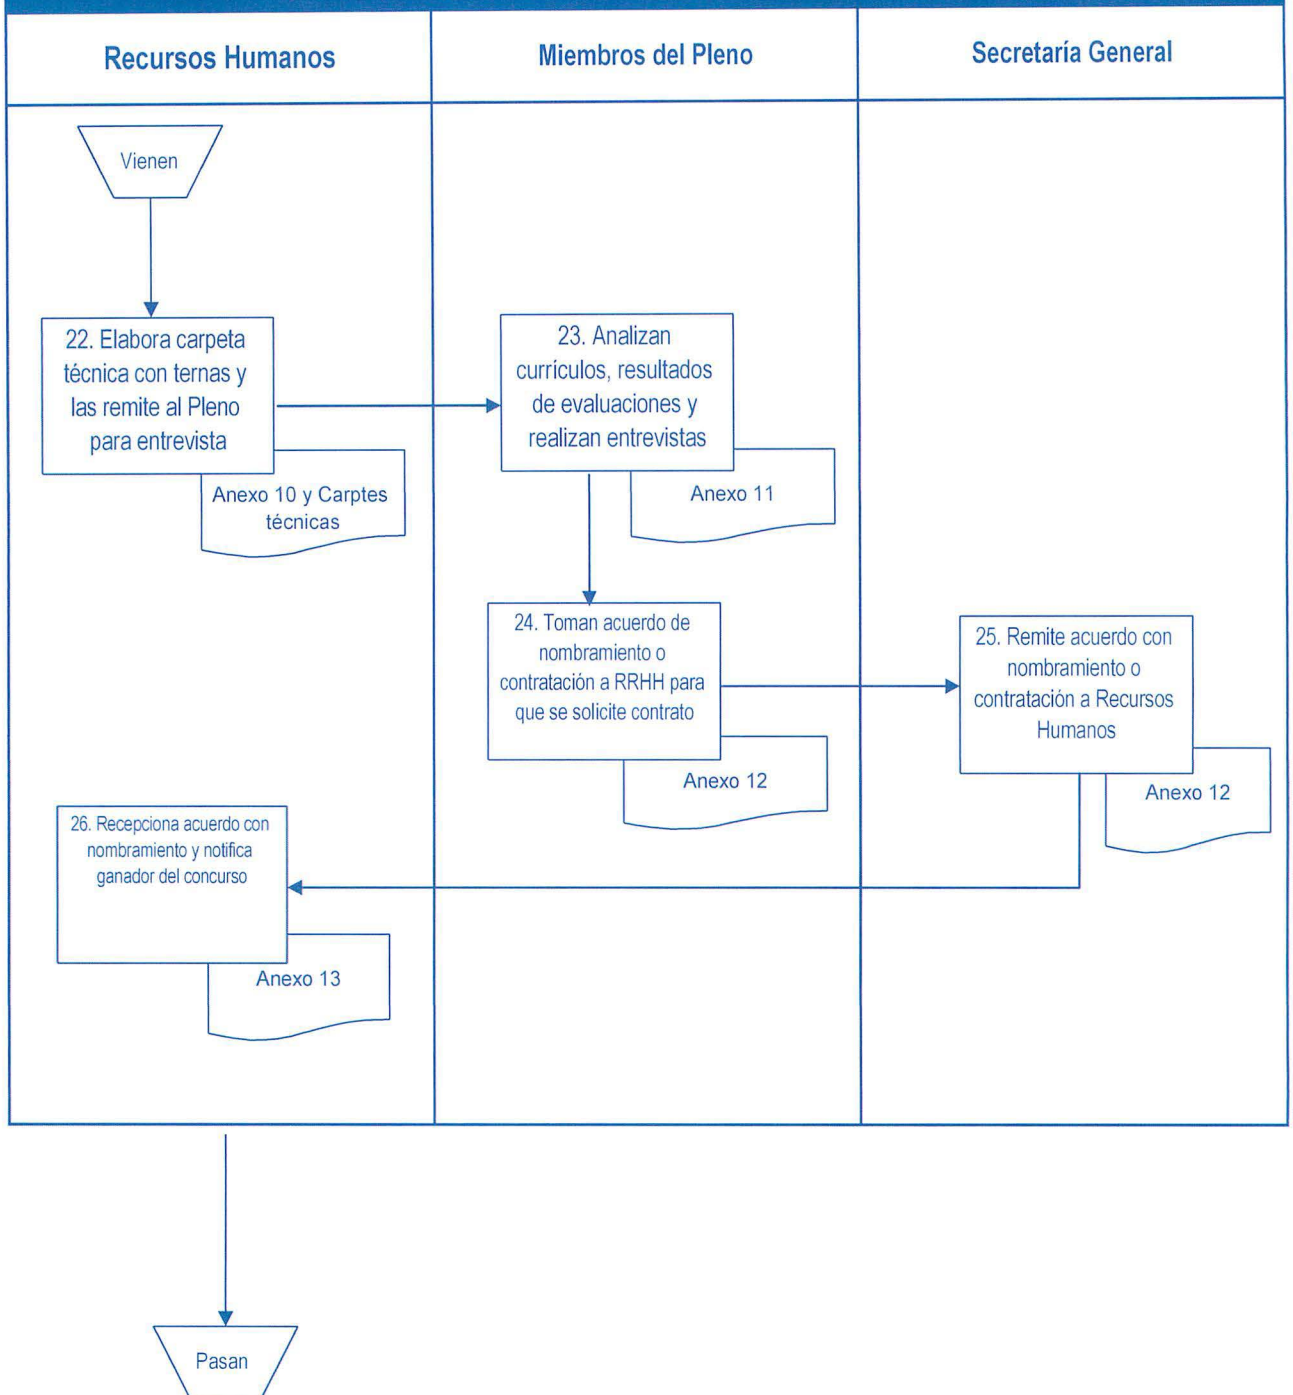 Recursos Humanos
Miembros del Pleno
Secretaría General
Vienen
22. Elabora carpeta
técnica con ternas y
las remite al Pleno
para entrevista
Anexo 10 y Carptes
técnicas
23. Analizan
currículos, resultados
de evaluaciones y
realizan entrevistas
Anexo 11
24. Toman acuerdo de
nombramiento o
contratación a RRHH para
que se solicite contrato
Anexo 12
25. Remite acuerdo con
nombramiento o
contratación a Recursos
Humanos
Anexo 12
26. Recepciona acuerdo con
nombramiento y notifica
ganador del concurso
Anexo 13
Pasan